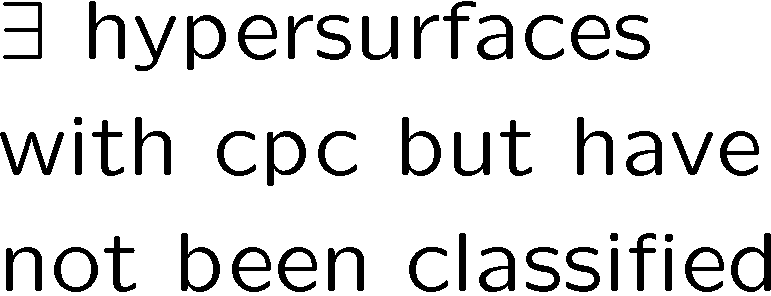 ∃ hypersurfaces
with cpc but have
not been classified